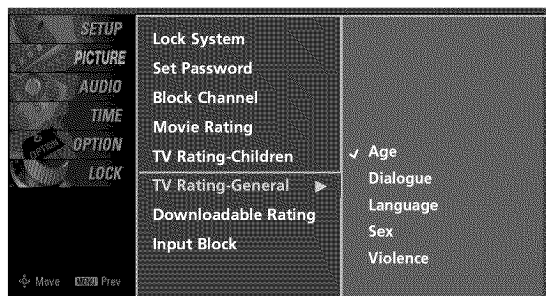 SETUP
PICTURE
AUDIO
TIME
OPTION
OPTION
LOCK
Move MENU Prev
Lock System
Set Password
Block Channel
Movie Rating
TV Rating-Children
TV Rating-General
Downloadable Rating
Input Block
Age
Dialogue
Language
Sex
Violence